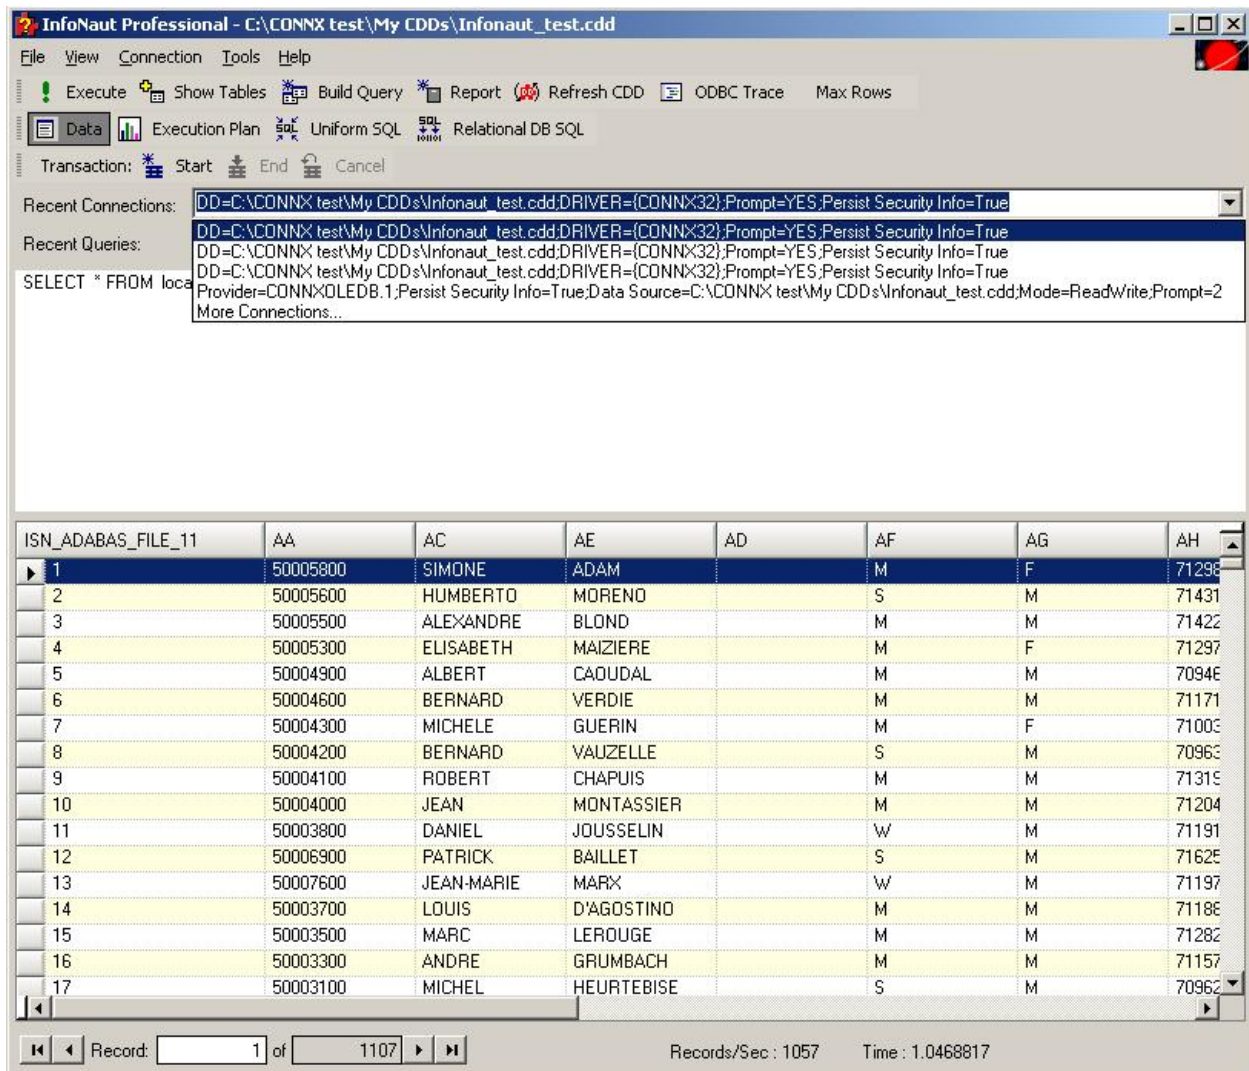 InfoNaut Professional - C:\CONNX test\My CDDs\Infonaut_test.cdd
File View Connection Tools Help
Execute Show Tables Build Query Report Refresh CDD ODBC Trace Max Rows
Data Execution Plan Uniform SQL Relational DB SQL
Transaction: Start End Cancel
Recent Connections: DD=C:\CONNX test\My CDDs\Infonaut_test.cdd;DRIVER={CONNX32};Prompt=YES;Persist Security Info=True
DD=C:\CONNX test\My CDDs\Infonaut_test.cdd;DRIVER={CONNX32};Prompt=YES;Persist Security Info=True
Recent Queries:
DD=C:\CONNX test\My CDDs\Infonaut_test.cdd;DRIVER={CONNX32};Prompt=YES;Persist Security Info=True
DD=C:\CONNX test\My CDDs\Infonaut_test.cdd;DRIVER={CONNX32};Prompt=YES;Persist Security Info=True
SELECT * FROM loca
Provider=CONNXOLEDB.1;Persist Security Info=True;Data Source=C:\CONNX test\My CDDs\Infonaut_test.cdd;Mode=ReadWrite;Prompt=2
More Connections...
ISN_ADABAS_FILE_11 AA AC AE AD AF AG AH
1 50005800 SIMONE ADAM M F 71298
2 50005600 HUMBERTO MORENO S M 71431
3 50005500 ALEXANDRE BLOND M M 71422
4 50005300 ELISABETH MAIZIERE M F 71297
5 50004900 ALBERT CAOUDAL M M 70946
6 50004600 BERNARD VERDIE M M 71171
7 50004300 MICHELE GUERIN M F 71003
8 50004200 BERNARD VAUZELLE S M 70963
9 50004100 ROBERT CHAPUIS M M 71319
10 50004000 JEAN MONTASSIER M M 71204
11 50003800 DANIEL JOUSSELIN W M 71191
12 50006900 PATRICK BAILLET S M 71625
13 50007600 JEAN-MARIE MARX W M 71197
14 50003700 LOUIS D'AGOSTINO M M 71188
15 50003500 MARC LEROUGE M M 71282
16 50003300 ANDRE GRUMBACH M M 71157
17 50003100 MICHEL HEURTEBISE S M 70962
Record: 1 of 1107 Records/Sec : 1057 Time : 1.0468817